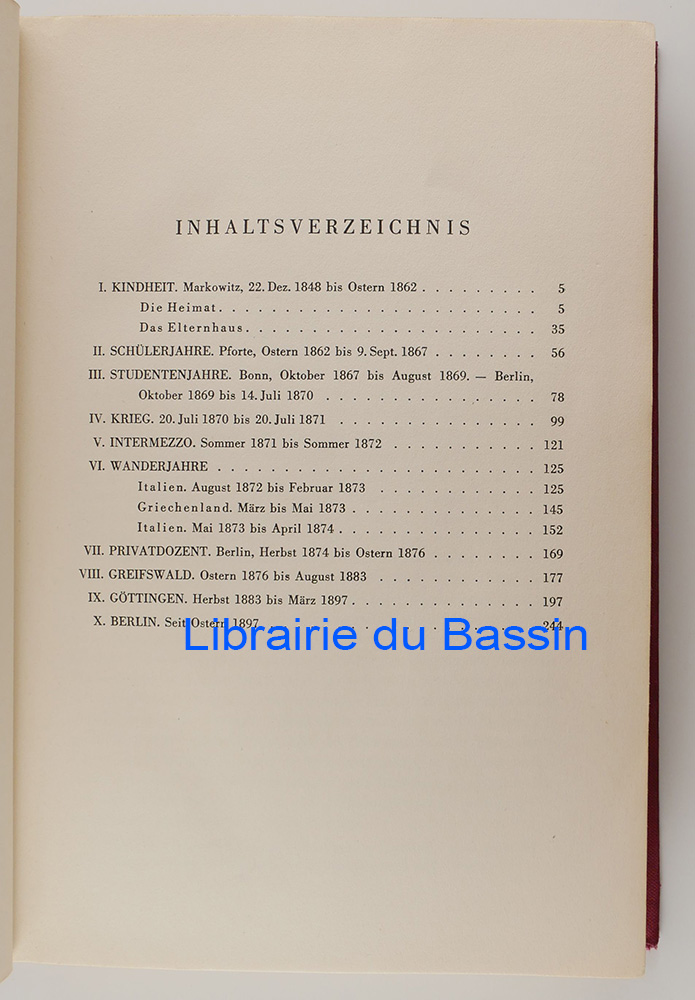 INHALTSVERZEICHNIS
I. KINDHEIT. Markowitz, 22. Dez. 1848 bis Ostern 1862 . . . . . . . . . 5
Die Heimat . . . . . . . . . . . . . . . . . . . 5
Das Elternhaus . . . . . . . . . . . . . . . . . 35
II. SCHÜLERJAHRE. Pforte, Ostern 1862 bis 9. Sept. 1867 . . . . . . . . 56
III. STUDENTENJAHRE. Bonn, Oktober 1867 bis August 1869. — Berlin,
Oktober 1869 bis 14. Juli 1870 . . . . . . . . . . . . . 78
IV. KRIEG. 20. Juli 1870 bis 20. Juli 1871 . . . . . . . . . . . . 99
V. INTERMEZZO. Sommer 1871 bis Sommer 1872 . . . . . . . . . 121
VI. WANDERJAHRE . . . . . . . . . . . . . . . . . . . 125
Italien. August 1872 bis Februar 1873 . . . . . . . . . . 125
Griechenland. März bis Mai 1873 . . . . . . . . . . . . 145
Italien. Mai 1873 bis April 1874 . . . . . . . . . . . . 152
VII. PRIVATDOZENT. Berlin, Herbst 1874 bis Ostern 1876 . . . . . . . 169
VIII. GREIFSWALD. Ostern 1876 bis August 1883 . . . . . . . . . . 177
IX. GÖTTINGEN. Herbst 1883 bis März 1897 . . . . . . . . . . . 197
X. BERLIN. Seit Ostern 1897 . . . . . . . . . . . . . . . . 244
Librairie du Bassin